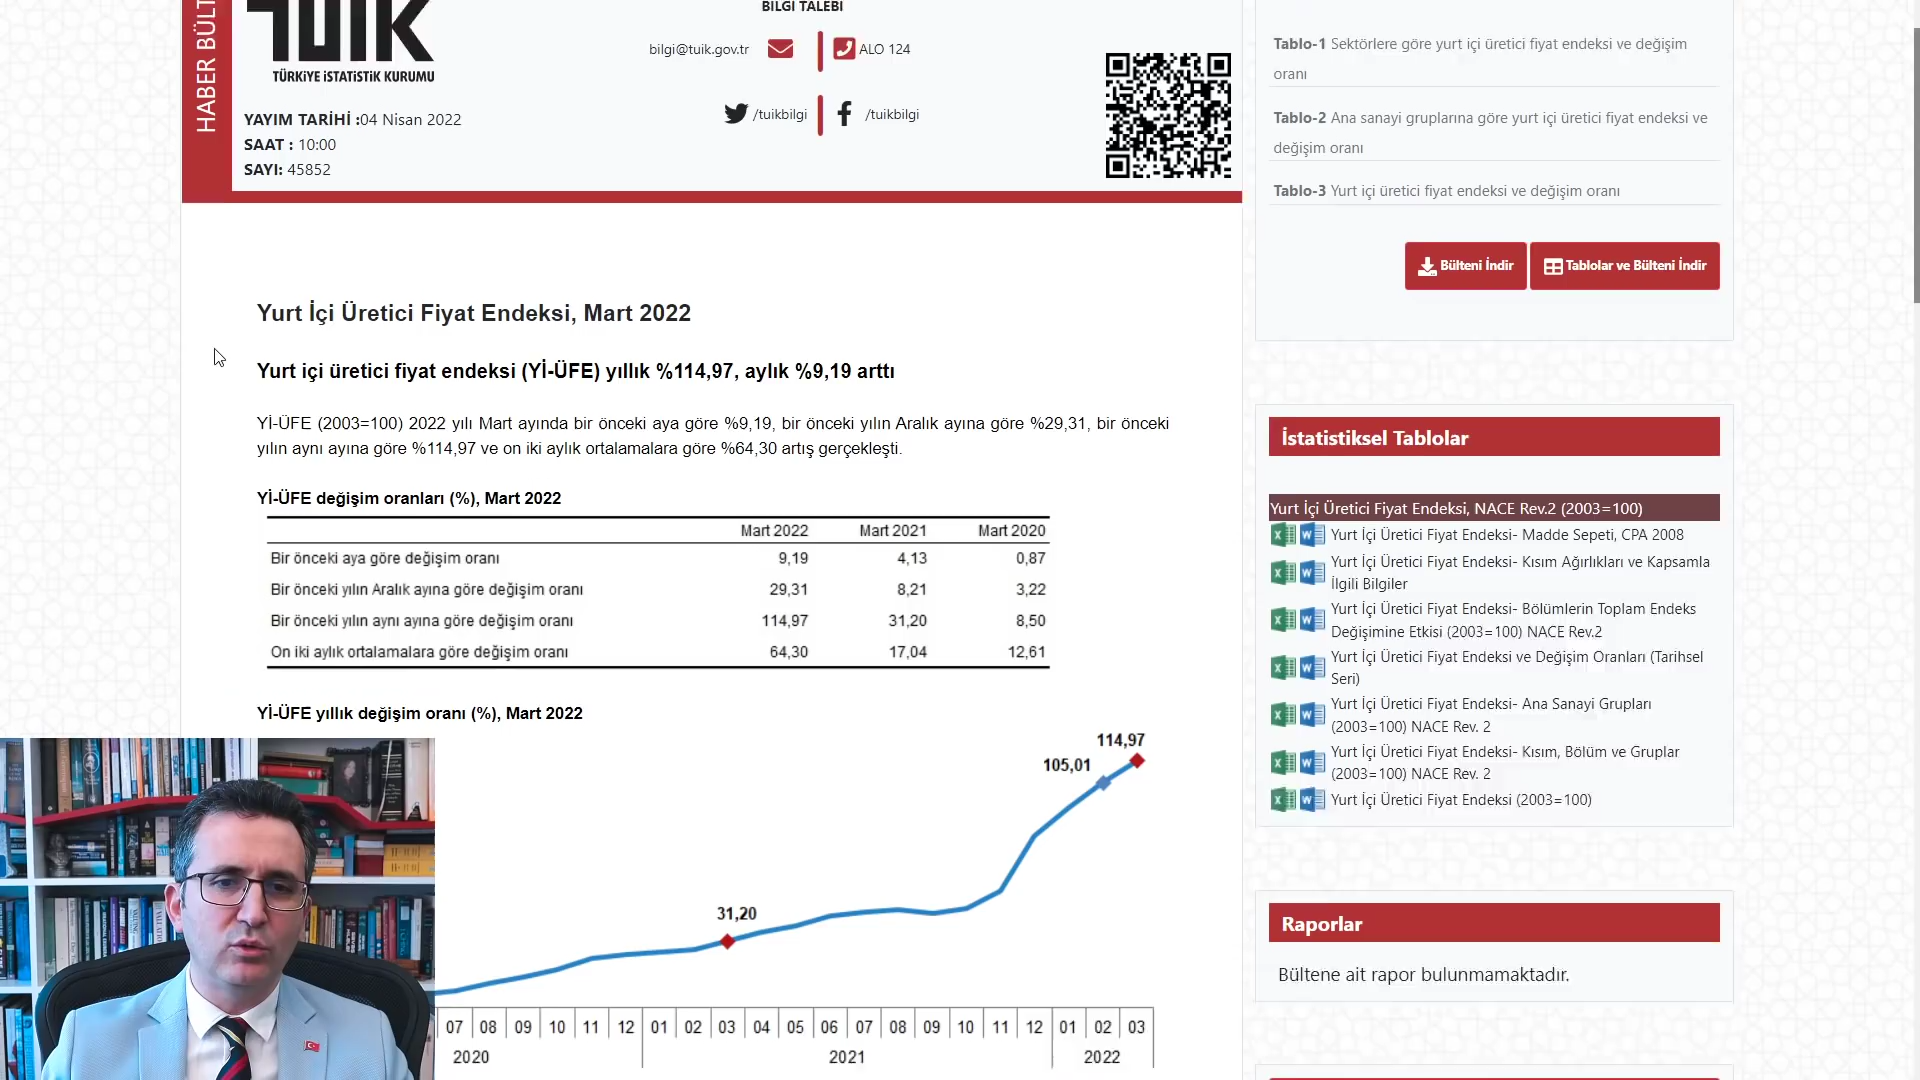 HABER BÜLT
TUİK
TÜRKİYE İSTATİSTİK KURUMU
YAYIM TARİHİ :04 Nisan 2022
SAAT : 10:00
SAYI: 45852
BİLGİ TALEBİ
bilgi@tuik.gov.tr
ALO 124
/tuikbilgi
/tuikbilgi
Yurt İçi Üretici Fiyat Endeksi, Mart 2022
Yurt içi üretici fiyat endeksi (Yİ-ÜFE) yıllık %114,97, aylık %9,19 arttı
Yİ-ÜFE (2003=100) 2022 yılı Mart ayında bir önceki aya göre %9,19, bir önceki yılın Aralık ayına göre %29,31, bir önceki
yılın aynı ayına göre %114,97 ve on iki aylık ortalamalara göre %64,30 artış gerçekleşti.
Yİ-ÜFE değişim oranları (%), Mart 2022
Mart 2022 Mart 2021 Mart 2020
Bir önceki aya göre değişim oranı 9,19 4,13 0,87
Bir önceki yılın Aralık ayına göre değişim oranı 29,31 8,21 3,22
Bir önceki yılın aynı ayına göre değişim oranı 114,97 31,20 8,50
On iki aylık ortalamalara göre değişim oranı 64,30 17,04 12,61
Yİ-ÜFE yıllık değişim oranı (%), Mart 2022
114,97
105,01
31,20
07 08 09 10 11 12 01 02 03 04 05 06 07 08 09 10 11 12 01 02 03
2020 2021 2022
Tablo-1 Sektörlere göre yurt içi üretici fiyat endeksi ve değişim
oranı
Tablo-2 Ana sanayi gruplarına göre yurt içi üretici fiyat endeksi ve
değişim oranı
Tablo-3 Yurt içi üretici fiyat endeksi ve değişim oranı
Bülteni İndir
Tablolar ve Bülteni İndir
İstatistiksel Tablolar
Yurt İçi Üretici Fiyat Endeksi, NACE Rev.2 (2003=100)
Yurt İçi Üretici Fiyat Endeksi- Madde Sepeti, CPA 2008
Yurt İçi Üretici Fiyat Endeksi- Kısım Ağırlıkları ve Kapsamla
İlgili Bilgiler
Yurt İçi Üretici Fiyat Endeksi- Bölümlerin Toplam Endeks
Değişimine Etkisi (2003=100) NACE Rev.2
Yurt İçi Üretici Fiyat Endeksi ve Değişim Oranları (Tarihsel
Seri)
Yurt İçi Üretici Fiyat Endeksi- Ana Sanayi Grupları
(2003=100) NACE Rev. 2
Yurt İçi Üretici Fiyat Endeksi- Kısım, Bölüm ve Gruplar
(2003=100) NACE Rev. 2
Yurt İçi Üretici Fiyat Endeksi (2003=100)
Raporlar
Bültene ait rapor bulunmamaktadır.